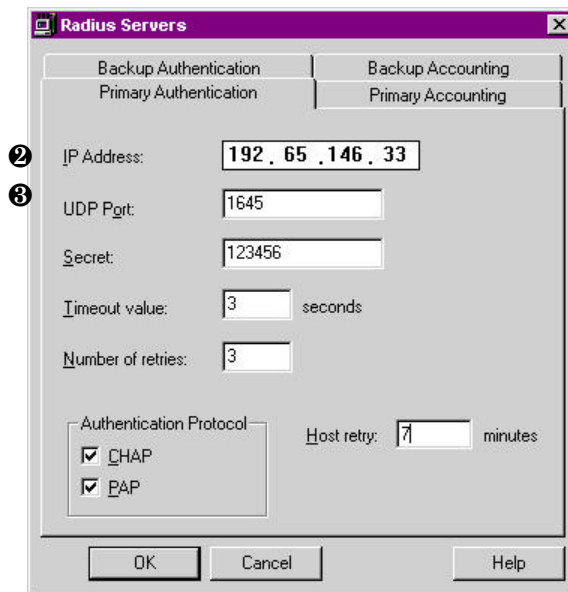 Radius Servers
Backup Authentication Backup Accounting
Primary Authentication Primary Accounting
❷ IP Address: 192 . 65 . 146 . 33
❸ UDP Port: 1645
Secret: 123456
Timeout value: 3 seconds
Number of retries: 3
Authentication Protocol Host retry: 7 minutes
CHAP
PAP
OK Cancel Help